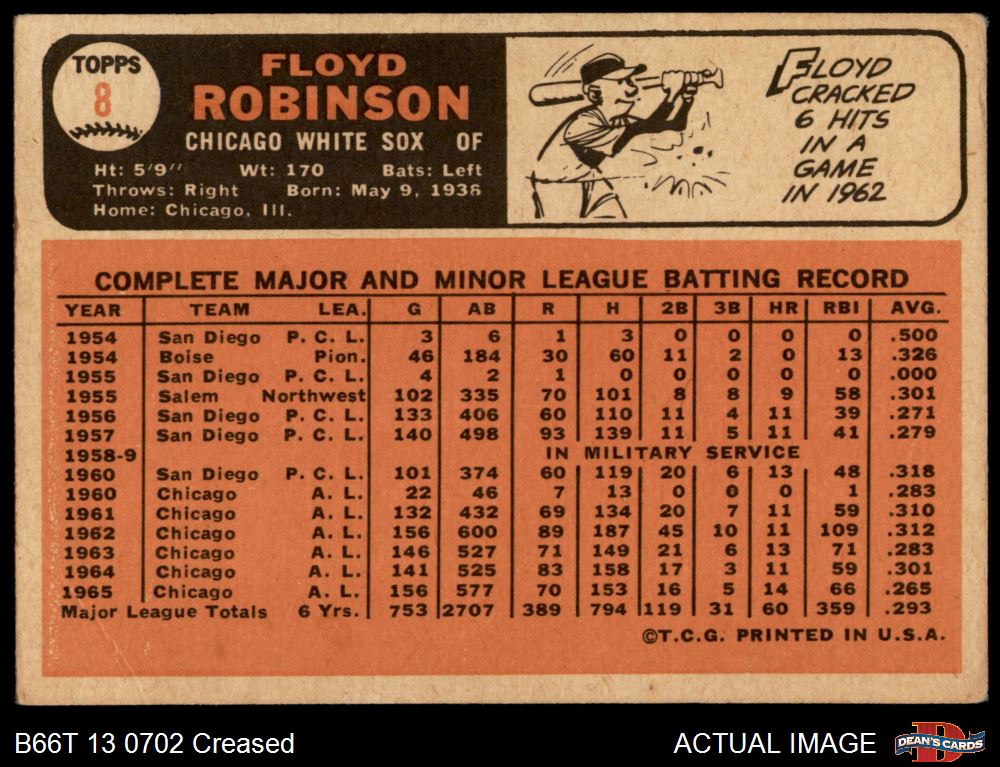 TOPPS
8
FLOYD
ROBINSON
CHICAGO WHITE SOX OF
Ht: 5'9" Wt: 170 Bats: Left
Throws: Right Born: May 9, 1936
Home: Chicago, Ill.
FLOYD
CRACKED
6 HITS
IN A
GAME
IN 1962
COMPLETE MAJOR AND MINOR LEAGUE BATTING RECORD
YEAR TEAM LEA. G AB R H 2B 3B HR RBI AVG.
1954 San Diego P. C. L. 3 6 1 3 0 0 0 0 .500
1954 Boise Pion. 46 184 30 60 11 2 0 13 .326
1955 San Diego P. C. L. 4 2 1 0 0 0 0 0 .000
1955 Salem Northwest 102 335 70 101 8 8 9 58 .301
1956 San Diego P. C. L. 133 406 60 110 11 4 11 39 .271
1957 San Diego P. C. L. 140 498 93 139 11 5 11 41 .279
1958-9 IN MILITARY SERVICE
1960 San Diego P. C. L. 101 374 60 119 20 6 13 48 .318
1960 Chicago A. L. 22 46 7 13 0 0 0 1 .283
1961 Chicago A. L. 132 432 69 134 20 7 11 59 .310
1962 Chicago A. L. 156 600 89 187 45 10 11 109 .312
1963 Chicago A. L. 146 527 71 149 21 6 13 71 .283
1964 Chicago A. L. 141 525 83 158 17 3 11 59 .301
1965 Chicago A. L. 156 577 70 153 16 5 14 66 .265
Major League Totals 6 Yrs. 753 2707 389 794 119 31 60 359 .293
©T.C.G. PRINTED IN U.S.A.
B66T 13 0702 Creased
ACTUAL IMAGE
D
DEAN'S CARDS